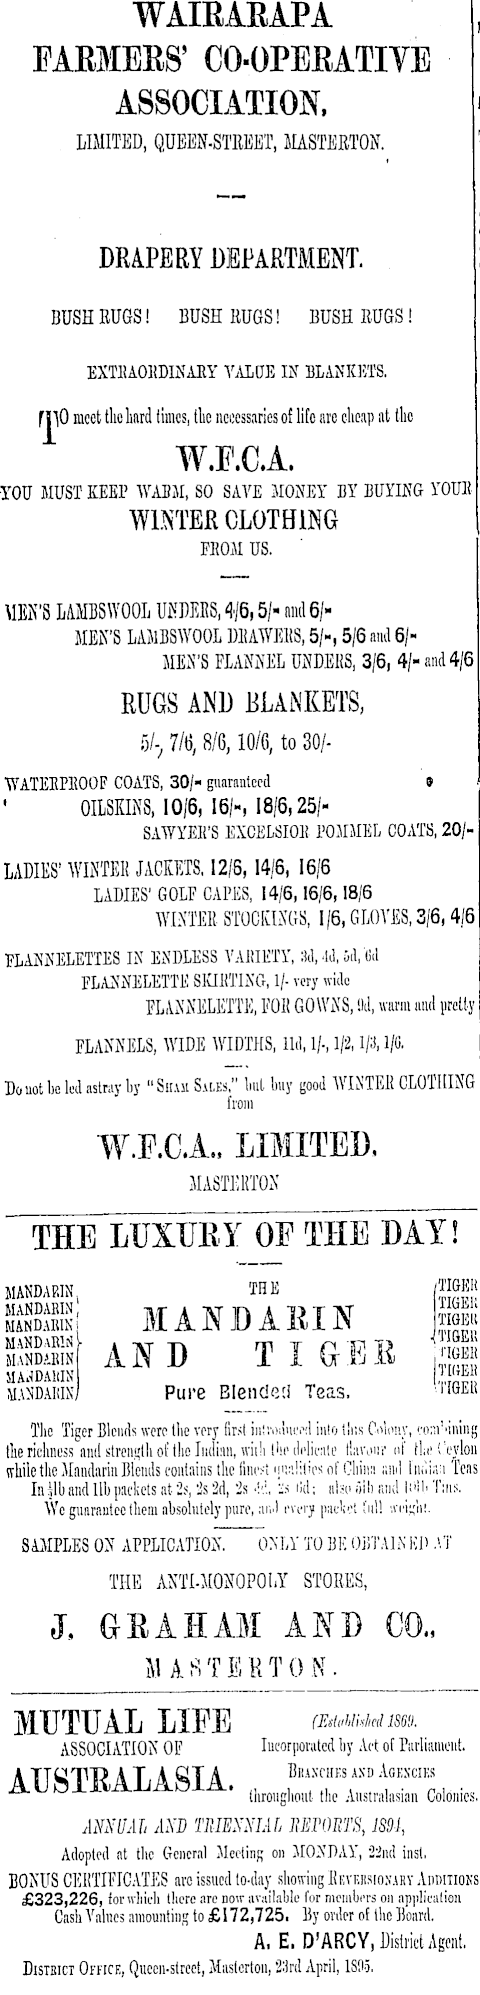 WAIRARAPA
FARMERS' CO-OPERATIVE
ASSOCIATION,
LIMITED, QUEEN-STREET, MASTERTON.
DRAPERY DEPARTMENT.
BUSH RUGS! BUSH RUGS! BUSH RUGS!
EXTRAORDINARY VALUE IN BLANKETS.
TO meet the hard times, the necessaries of life are cheap at the
W.F.C.A.
YOU MUST KEEP WARM, SO SAVE MONEY BY BUYING YOUR
WINTER CLOTHING
FROM US.
MEN'S LAMBSWOOL UNDERS, 4/6, 5/- and 6/-
MEN'S LAMBSWOOL DRAWERS, 5/-, 5/6 and 6/-
MEN'S FLANNEL UNDERS, 3/6, 4/- and 4/6
RUGS AND BLANKETS,
5/-, 7/6, 8/6, 10/6, to 30/-
WATERPROOF COATS, 30/- guaranteed
OILSKINS, 10/6, 16/-, 18/6, 25/-
SAWYER'S EXCELSIOR POMMEL COATS, 20/-
LADIES' WINTER JACKETS, 12/6, 14/6, 16/6
LADIES' GOLF CAPES, 14/6, 16/6, 18/6
WINTER STOCKINGS, 1/6, GLOVES, 3/6, 4/6
FLANNELETTES IN ENDLESS VARIETY, 3d, 4d, 5d, 6d
FLANNELETTE SKIRTING, 1/- very wide
FLANNELETTE, FOR GOWNS, 9d, warm and pretty
FLANNELS, WIDE WIDTHS, 11d, 1/-, 1/2, 1/3, 1/6.
Do not be led astray by "SHAM SALES," but buy good WINTER CLOTHING
from
W.F.C.A., LIMITED,
MASTERTON
THE LUXURY OF THE DAY!
MANDARIN
MANDARIN
MANDARIN
MANDARIN
MANDARIN
MANDARIN
MANDARIN
THE
MANDARIN
AND TIGER
Pure Blended Teas.
TIGER
TIGER
TIGER
TIGER
TIGER
TIGER
TIGER
The Tiger Blends were the very first introduced into this Colony, combining
the richness and strength of the Indian, with the delicate flavour of the Ceylon
while the Mandarin Blends contains the finest qualities of China and Indian Teas
In ½lb and 1lb packets at 2s, 2s 2d, 2s 4d, 2s 6d; also 5lb and 10lb Tins.
We guarantee them absolutely pure, and every packet full weight.
SAMPLES ON APPLICATION. ONLY TO BE OBTAINED AT
THE ANTI-MONOPOLY STORES,
J. GRAHAM AND CO.,
MASTERTON.
MUTUAL LIFE
ASSOCIATION OF
AUSTRALASIA.
(Established 1869.
Incorporated by Act of Parliament.
BRANCHES AND AGENCIES
throughout the Australasian Colonies.
ANNUAL AND TRIENNIAL REPORTS, 1894,
Adopted at the General Meeting on MONDAY, 22nd inst.
BONUS CERTIFICATES are issued to-day showing REVERSIONARY ADDITIONS
£323,226, for which there are now available for members on application
Cash Values amounting to £172,725. By order of the Board.
A. E. D'ARCY, District Agent.
DISTRICT OFFICE, Queen-street, Masterton, 23rd April, 1895.